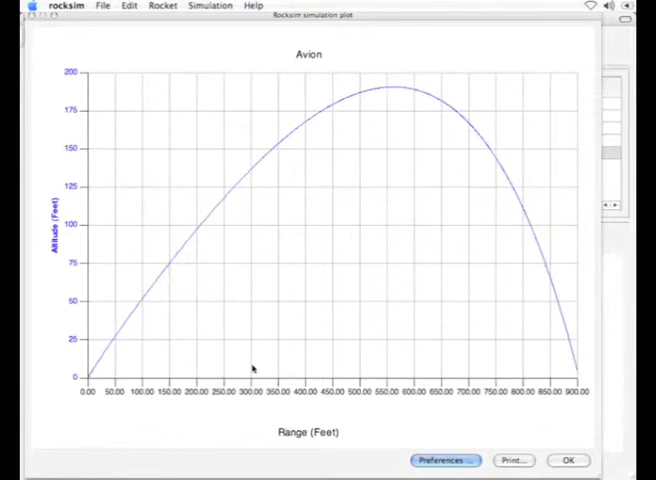 rocksim File Edit Rocket Simulation Help
Rocksim simulation plot
Avion
200
175
150
125
100
75
50
25
0
Altitude (Feet)
0.00 50.00 100.00 150.00 200.00 250.00 300.00 350.00 400.00 450.00 500.00 550.00 600.00 650.00 700.00 750.00 800.00 850.00 900.00
Range (Feet)
Preferences ... Print... OK